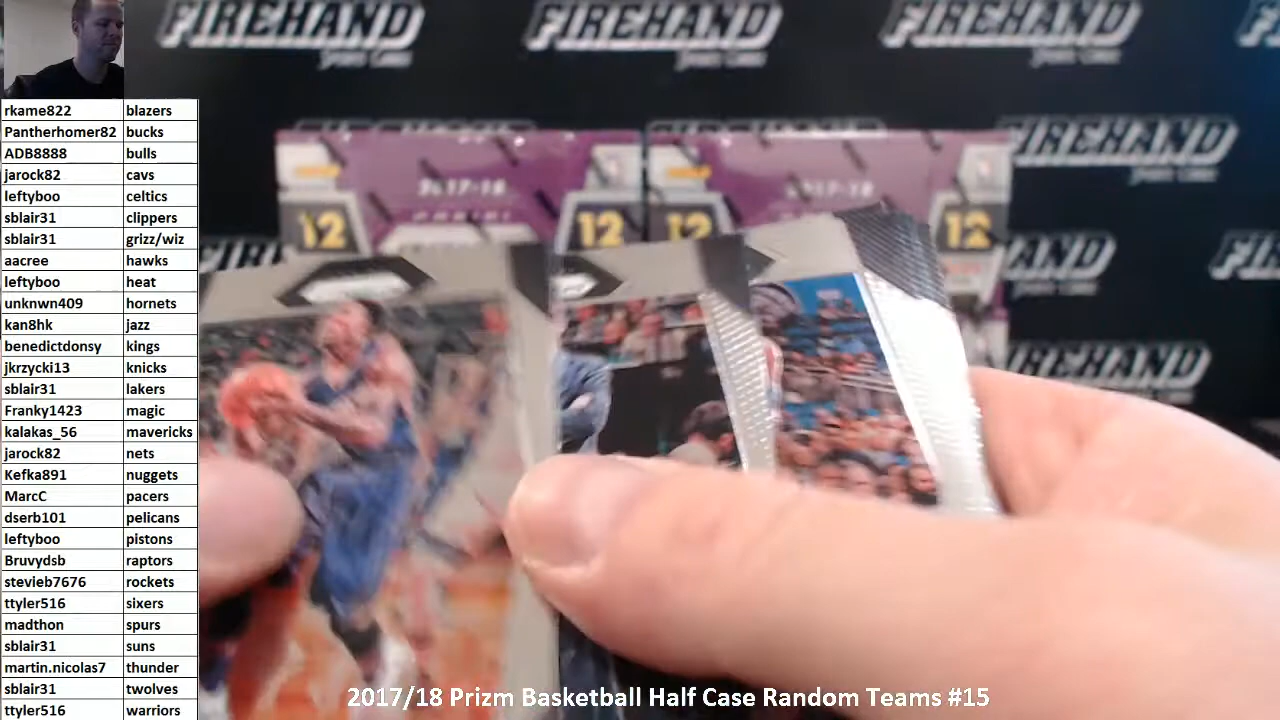 FIREHAND FIREHAND FIREHAND
rkame822 blazers
Pantherhomer82 bucks
ADB8888 bulls
jarock82 cavs
leftyboo celtics
sblair31 clippers
sblair31 grizz/wiz
aacree hawks
leftyboo heat
unknwn409 hornets
kan8hk jazz
benedictdonsy kings
jkrzycki13 knicks
sblair31 lakers
Franky1423 magic
kalakas_56 mavericks
jarock82 nets
Kefka891 nuggets
MarcC pacers
dserb101 pelicans
leftyboo pistons
Bruvydsb raptors
stevieb7676 rockets
ttyler516 sixers
madthon spurs
sblair31 suns
martin.nicolas7 thunder
sblair31 twolves
ttyler516 warriors
2017-18 2017-18
12 12 12 12
FIREHAND
FIREHAND
2017/18 Prizm Basketball Half Case Random Teams #15